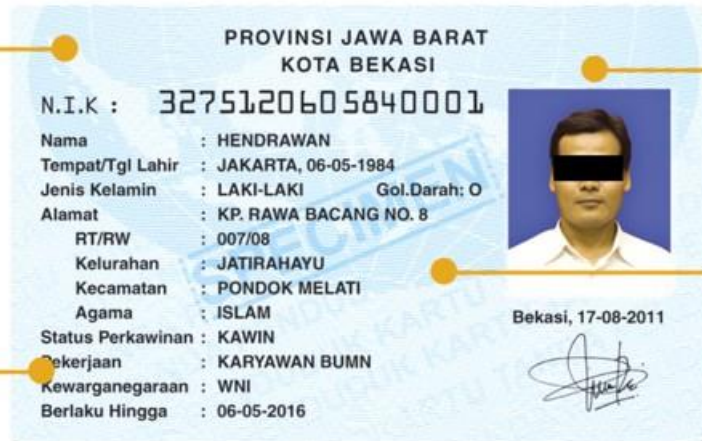 PROVINSI JAWA BARAT
KOTA BEKASI
N.I.K : 3275120605840001
Nama : HENDRAWAN
Tempat/Tgl Lahir : JAKARTA, 06-05-1984
Jenis Kelamin : LAKI-LAKI Gol.Darah: O
Alamat : KP. RAWA BACANG NO. 8
RT/RW : 007/08
Kelurahan : JATIRAHAYU
Kecamatan : PONDOK MELATI
Agama : ISLAM
Status Perkawinan : KAWIN
Pekerjaan : KARYAWAN BUMN
Kewarganegaraan : WNI
Berlaku Hingga : 06-05-2016
Bekasi, 17-08-2011
SPECIMEN